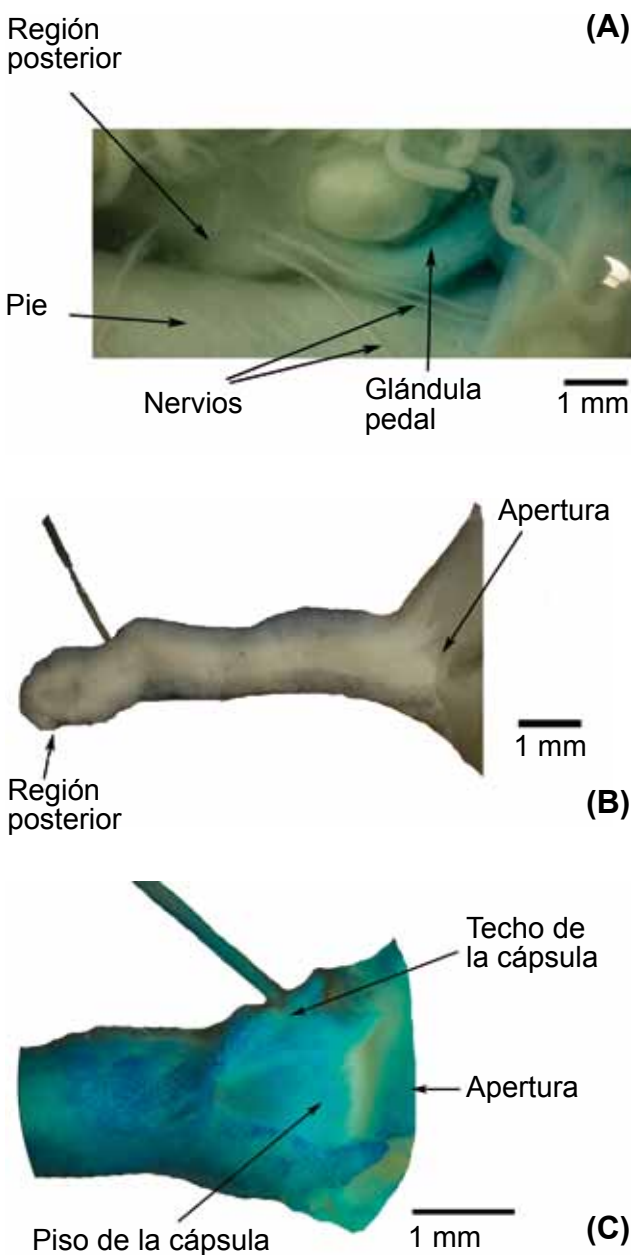 Región
posterior
(A)
Pie
Nervios
Glándula
pedal
1 mm
Apertura
1 mm
Región
posterior
(B)
Techo de
la cápsula
Apertura
Piso de la cápsula
1 mm
(C)